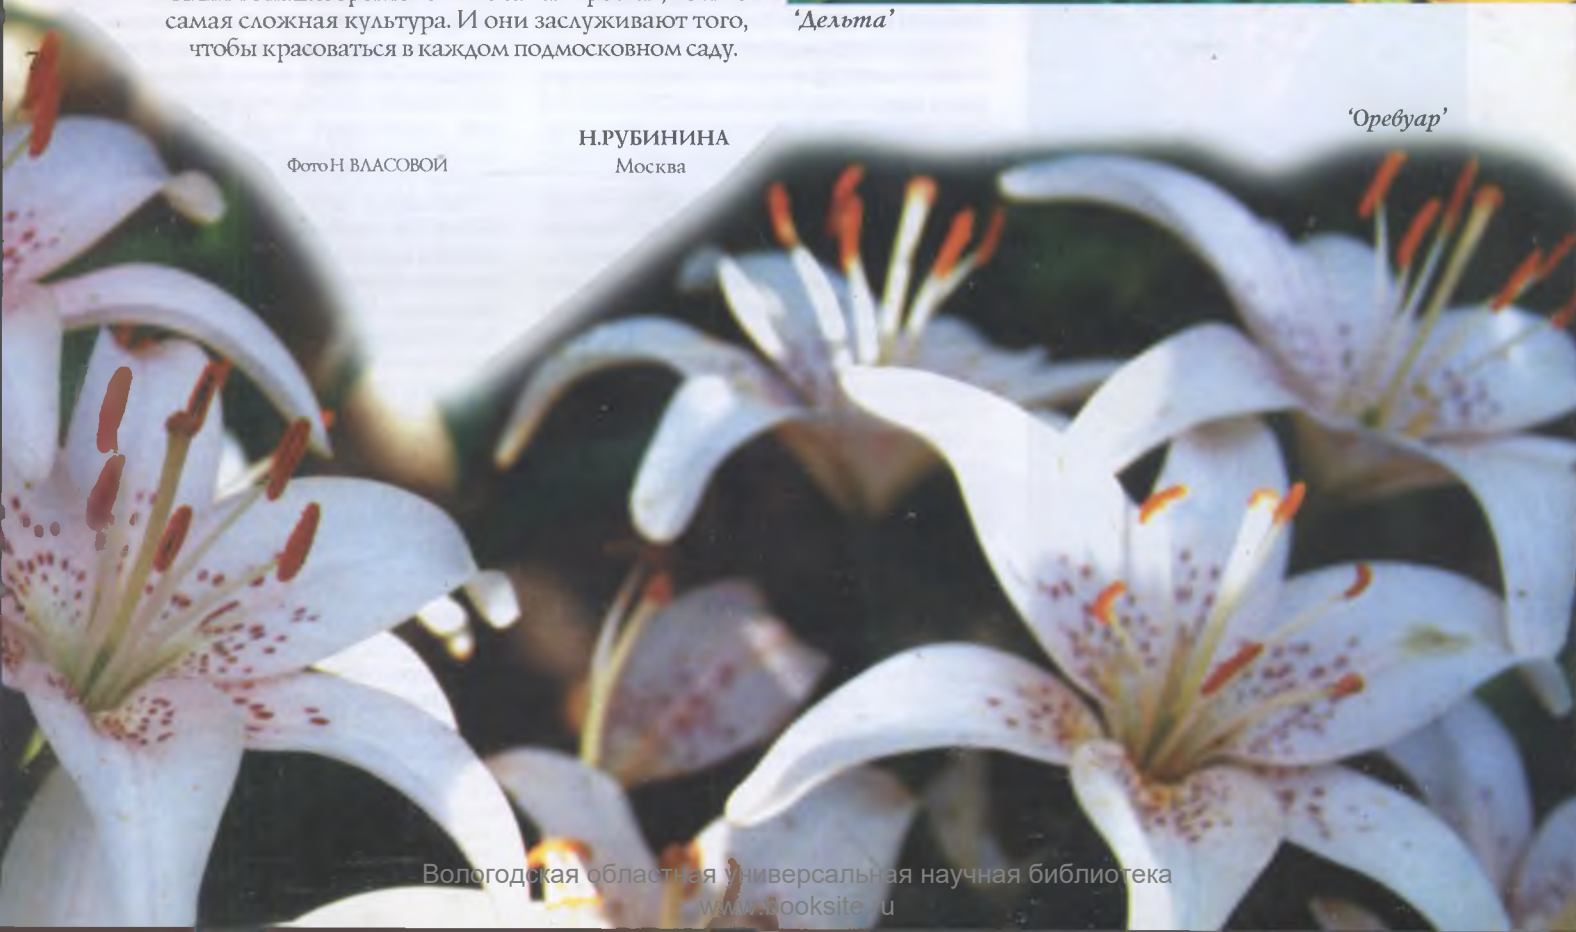 самая сложная культура. И они заслуживают того,
чтобы красоваться в каждом подмосковном саду.
Н.РУБИНИНА
Москва
Фото Н ВЛАСОВОЙ
‘Дельта’
‘Оревуар’
Вологодская областная универсальная научная библиотека
www.booksite.ru